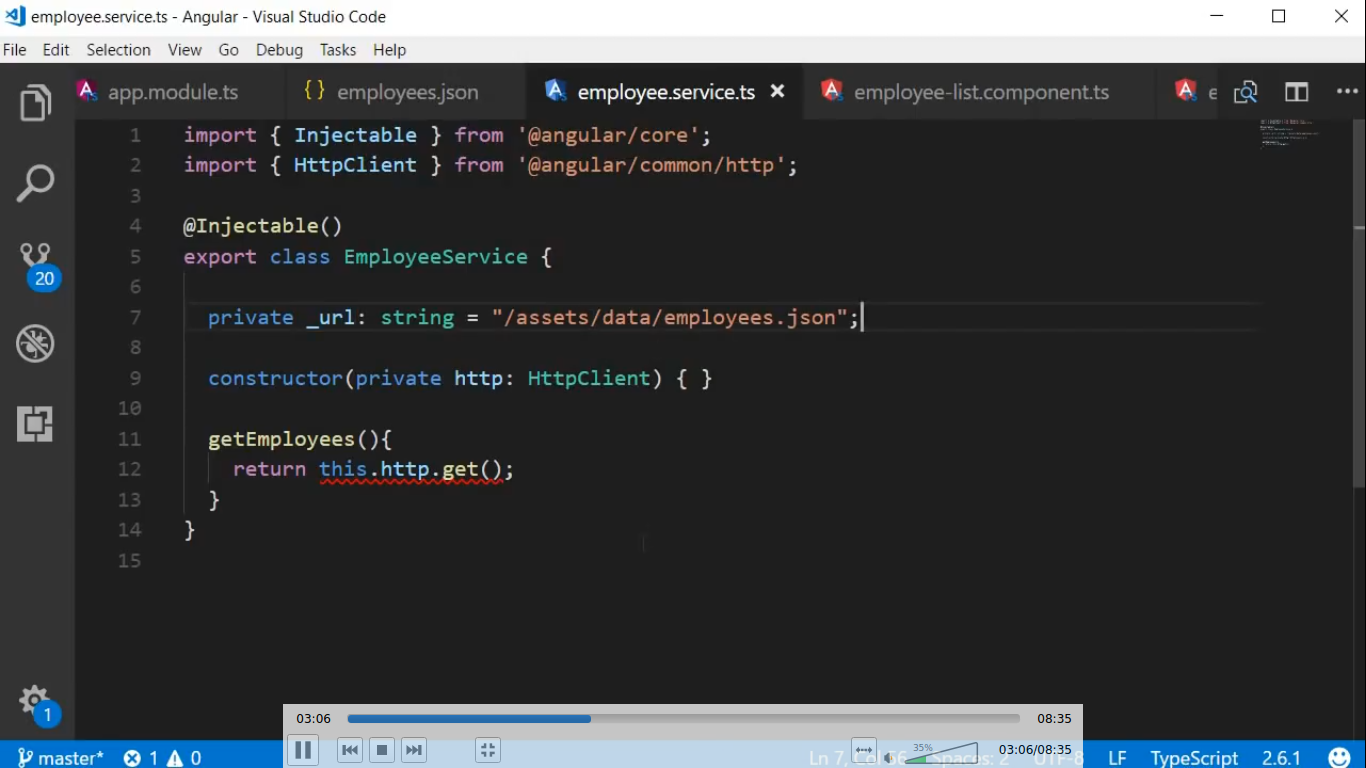 employee.service.ts - Angular - Visual Studio Code
File Edit Selection View Go Debug Tasks Help
app.module.ts {} employees.json employee.service.ts × employee-list.component.ts e
1 import { Injectable } from '@angular/core';
2 import { HttpClient } from '@angular/common/http';
3
4 @Injectable()
5 export class EmployeeService {
6
7 private _url: string = "/assets/data/employees.json";
8
9 constructor(private http: HttpClient) { }
10
11 getEmployees(){
12 return this.http.get();
13 }
14 }
15
20
1
03:06 08:35
35% 03:06/08:35
master* 1 0 Ln 7, Col 56 Spaces: 2 UTF-8 LF TypeScript 2.6.1